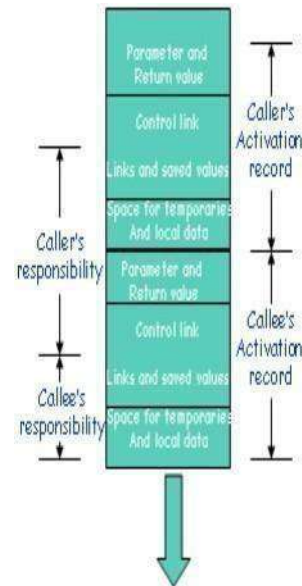 Parameter and
Return value
Control link
Links and saved values
Space for temporaries
And local data
Parameter and
Return value
Control link
Links and saved values
Space for temporaries
And local data
Caller's
responsibility
Callee's
responsibility
Caller's
Activation
record
Callee's
Activation
record